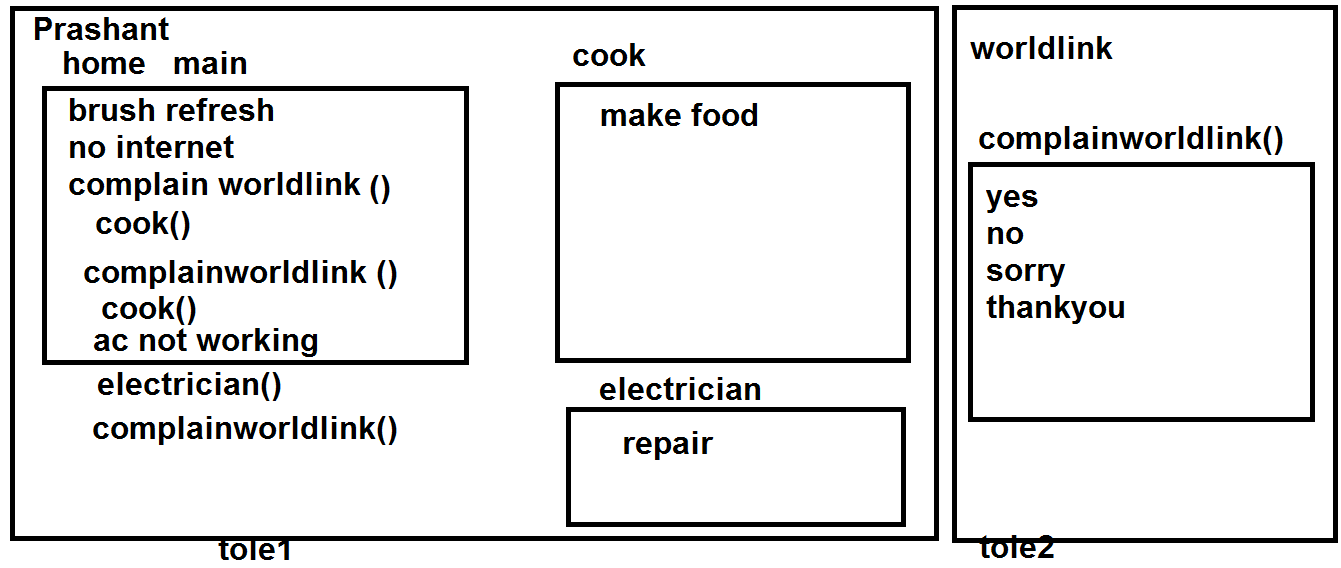 Prashant
home main
brush refresh
no internet
complain worldlink ()
cook()
complainworldlink ()
cook()
ac not working
electrician()
complainworldlink()
cook
make food
electrician
repair
tole1
worldlink
complainworldlink()
yes
no
sorry
thankyou
tole2